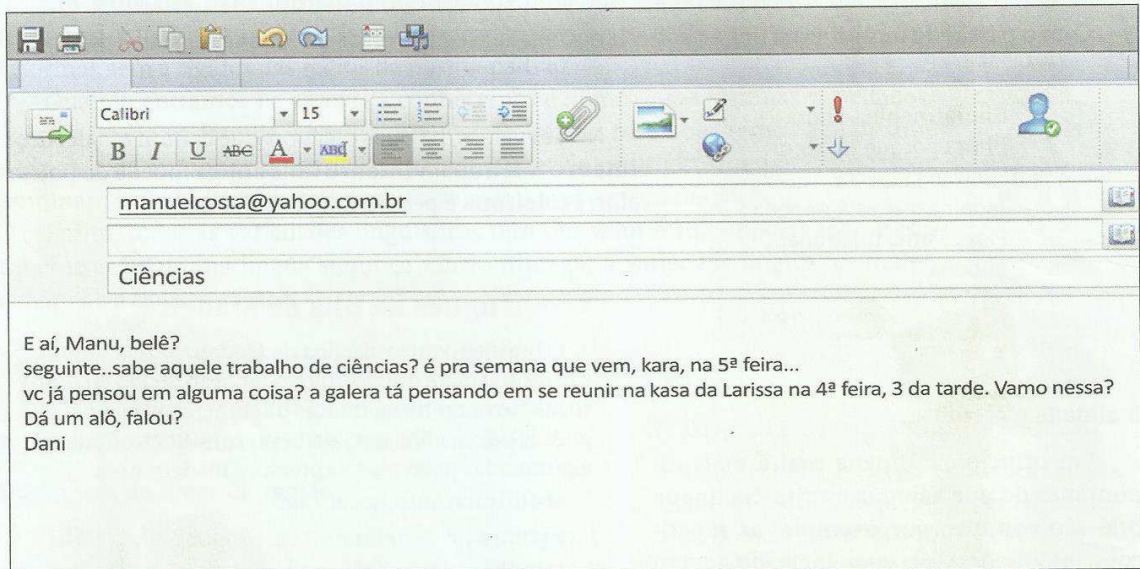 Calibri
15
B I U ABC A ABC
manuelcosta@yahoo.com.br
Ciências
E aí, Manu, belê?
seguinte..sabe aquele trabalho de ciências? é pra semana que vem, kara, na 5ª feira...
vc já pensou em alguma coisa? a galera tá pensando em se reunir na kasa da Larissa na 4ª feira, 3 da tarde. Vamo nessa?
Dá um alô, falou?
Dani